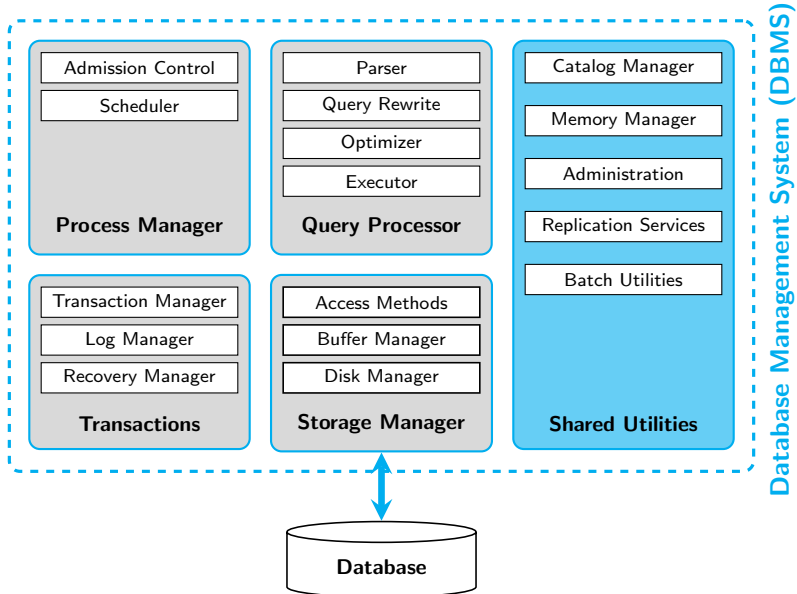 Admission Control
Scheduler
Process Manager
Parser
Query Rewrite
Optimizer
Executor
Query Processor
Catalog Manager
Memory Manager
Administration
Replication Services
Batch Utilities
Shared Utilities
Transaction Manager
Log Manager
Recovery Manager
Transactions
Access Methods
Buffer Manager
Disk Manager
Storage Manager
Database Management System (DBMS)
Database